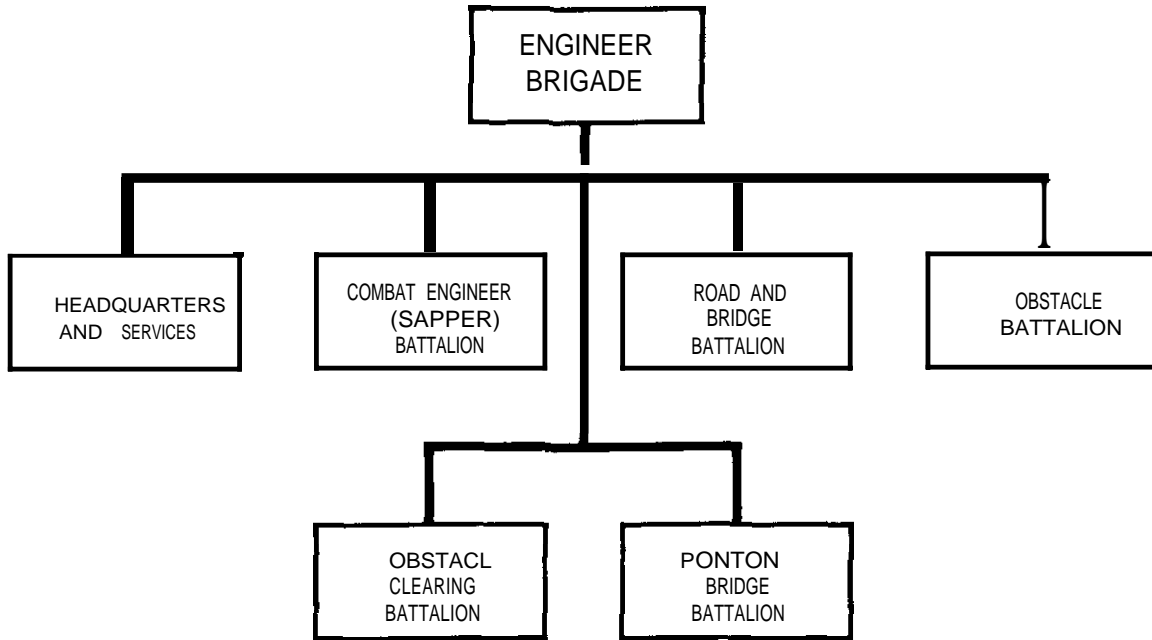 ENGINEER
BRIGADE
HEADQUARTERS
AND SERVICES
COMBAT ENGINEER
(SAPPER)
BATTALION
ROAD AND
BRIDGE
BATTALION
OBSTACLE
BATTALION
OBSTACL
CLEARING
BATTALION
PONTON
BRIDGE
BATTALION